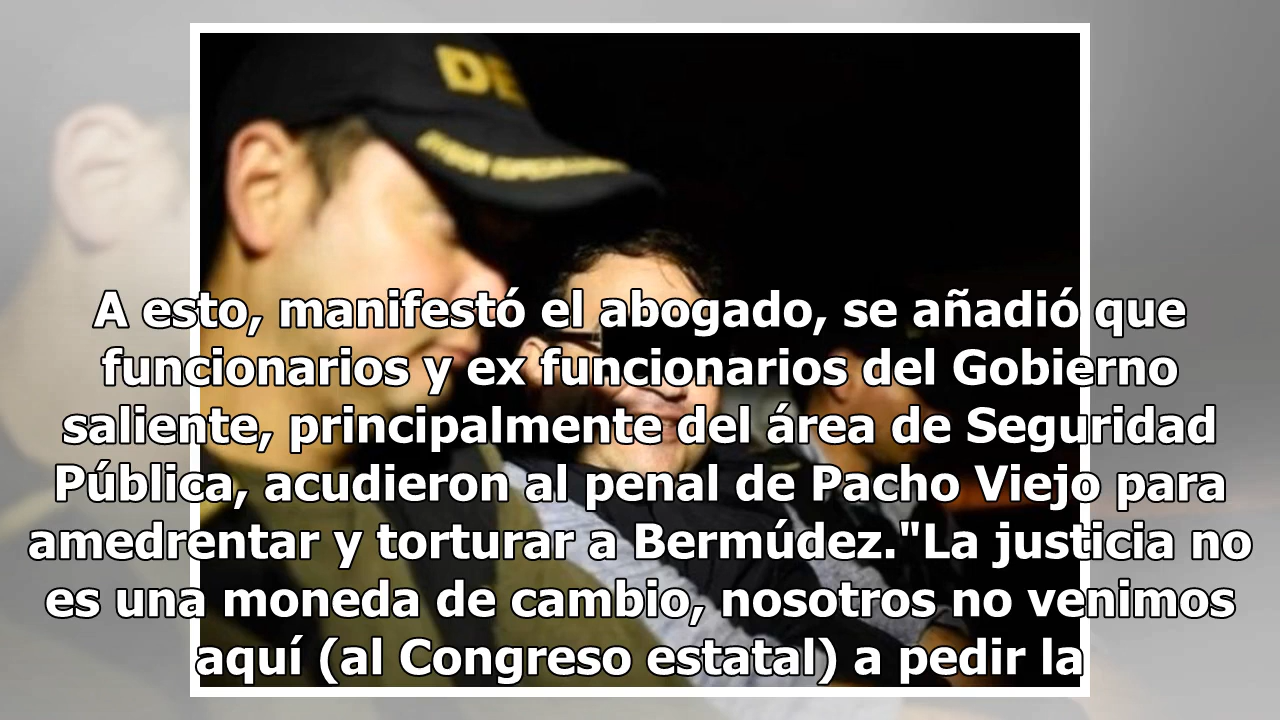 DE
A esto, manifestó el abogado, se añadió que
funcionarios y ex funcionarios del Gobierno
saliente, principalmente del área de Seguridad
Pública, acudieron al penal de Pacho Viejo para
amedrentar y torturar a Bermúdez."La justicia no
es una moneda de cambio, nosotros no venimos
aquí (al Congreso estatal) a pedir la